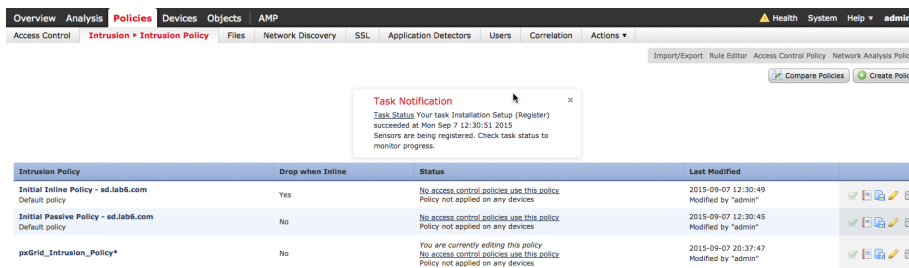 Overview Analysis Policies Devices Objects AMP Health System Help ▾ admin
Access Control Intrusion ▸ Intrusion Policy Files Network Discovery SSL Application Detectors Users Correlation Actions ▾
Import/Export Rule Editor Access Control Policy Network Analysis Polic
Compare Policies Create Polic
Task Notification ×
Task Status Your task Installation Setup (Register)
succeeded at Mon Sep 7 12:30:51 2015
Sensors are being registered. Check task status to
monitor progress.
Intrusion Policy Drop when Inline Status Last Modified
Initial Inline Policy - sd.lab6.com Yes No access control policies use this policy 2015-09-07 12:30:49
Default policy Policy not applied on any devices Modified by "admin"
Initial Passive Policy - sd.lab6.com No No access control policies use this policy 2015-09-07 12:30:45
Default policy Policy not applied on any devices Modified by "admin"
You are currently editing this policy
pxGrid_Intrusion_Policy* No No access control policies use this policy 2015-09-07 20:37:47
Policy not applied on any devices Modified by "admin"